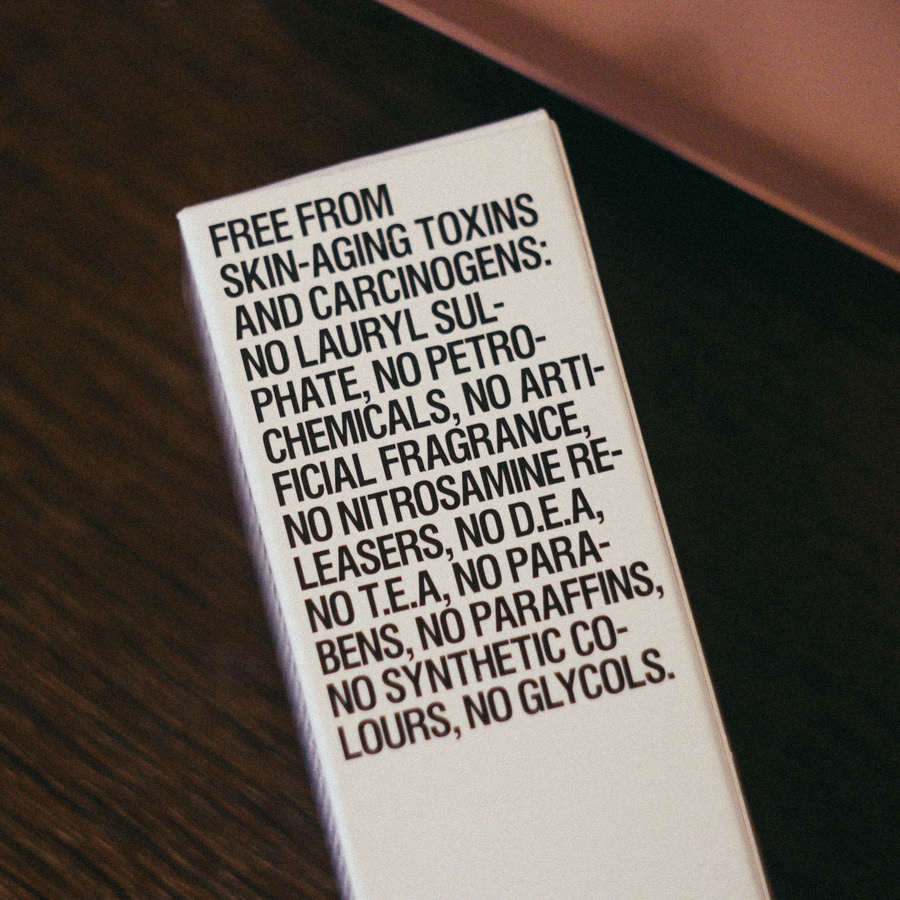 FREE FROM
SKIN-AGING TOXINS
AND CARCINOGENS:
NO LAURYL SUL-
PHATE, NO PETRO-
CHEMICALS, NO ARTI-
FICIAL FRAGRANCE,
NO NITROSAMINE RE-
LEASERS, NO D.E.A,
NO T.E.A, NO PARA-
BENS, NO PARAFFINS,
NO SYNTHETIC CO-
LOURS, NO GLYCOLS.